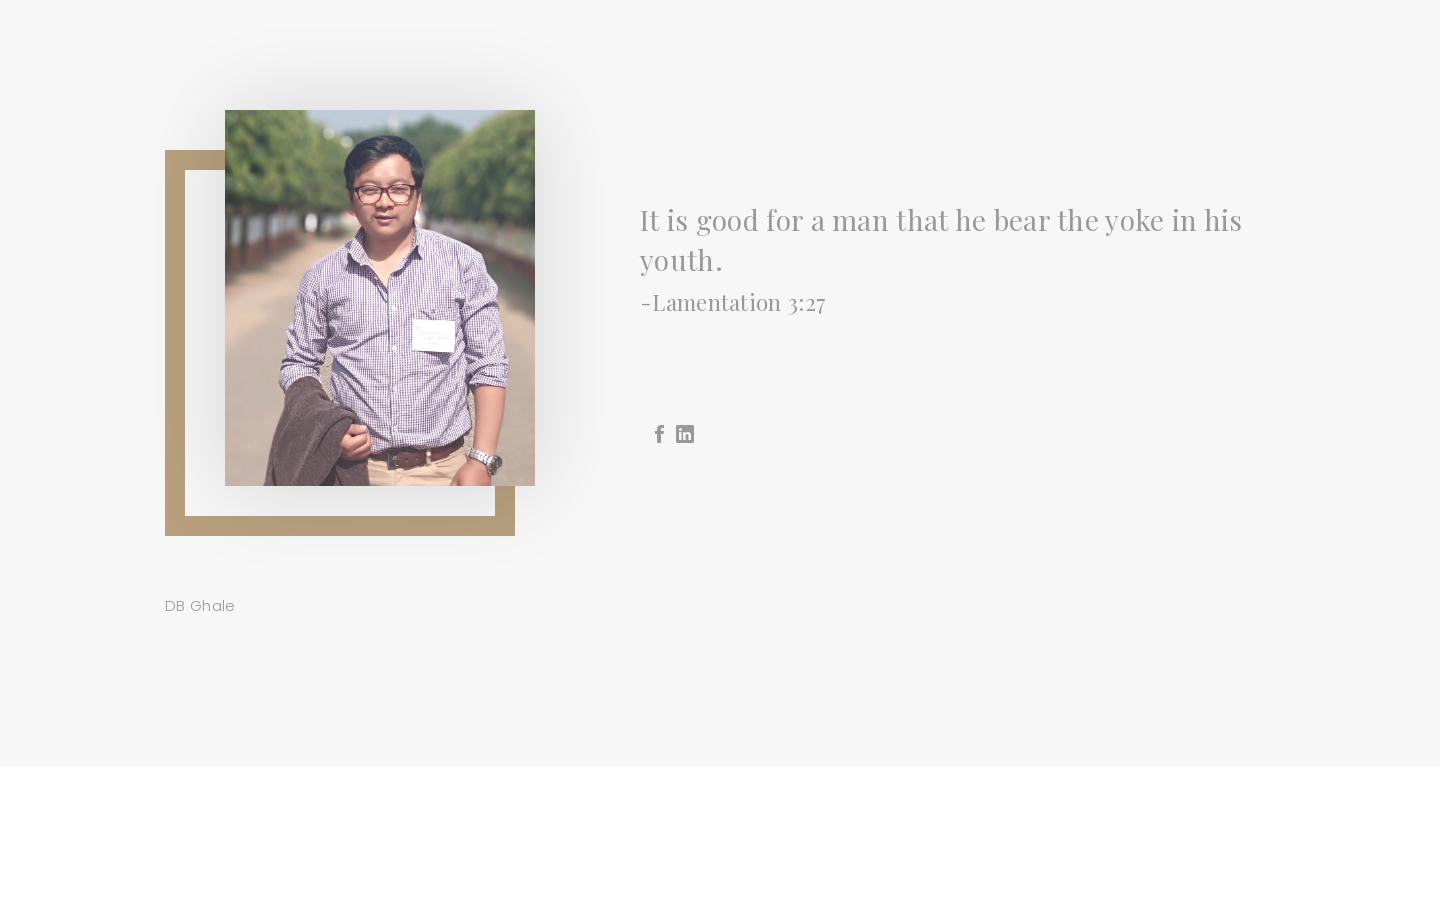 It is good for a man that he bear the yoke in his
youth.
-Lamentation 3:27
DB Ghale